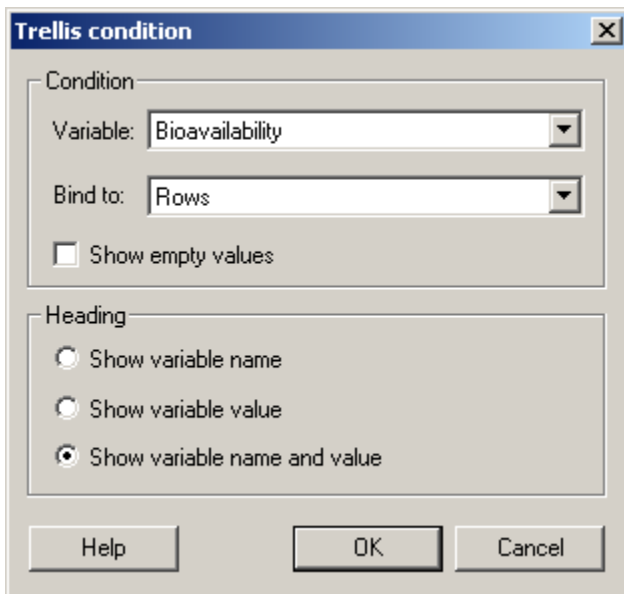 Trellis condition
Condition
Variable: Bioavailability
Bind to: Rows
Show empty values
Heading
Show variable name
Show variable value
Show variable name and value
Help OK Cancel